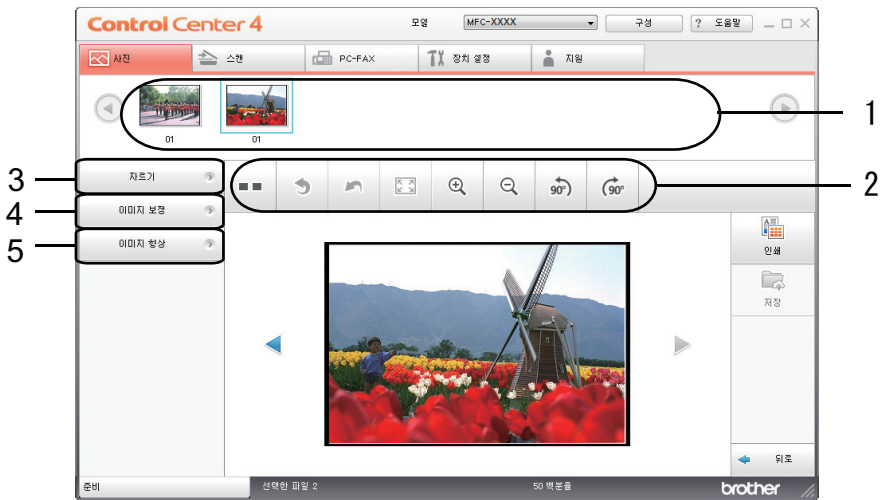 Control Center 4
모델
MFC-XXXX
구성
? 도움말
사진
스캔
PC-FAX
장치 설정
지원
01
01
1
2
3
4
5
자르기
이미지 보정
이미지 향상
90°
90°
인쇄
저장
뒤로
준비
선택한 파일 2
50 백분율
brother